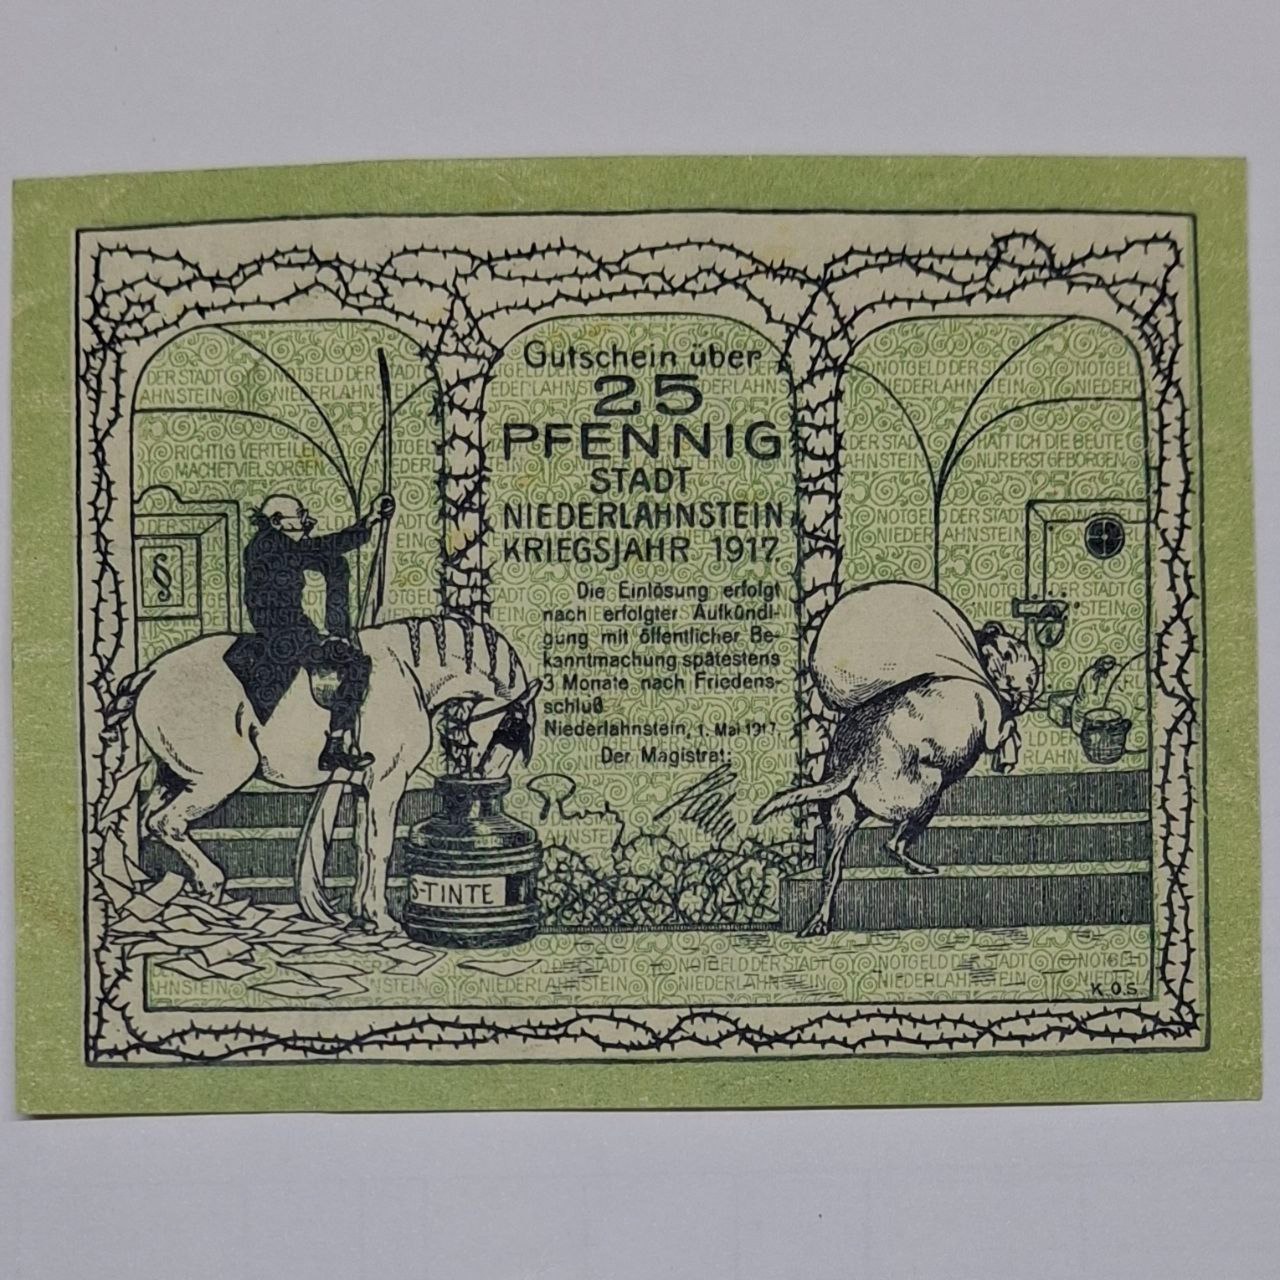 Gutschein über
25
PFENNIG
STADT
NIEDERLAHNSTEIN
KRIEGSJAHR 1917.
Die Einlösung erfolgt
nach erfolgter Aufkündi-
gung mit öffentlicher Be-
kanntmachung spätestens
3 Monate nach Friedens-
schluß
Niederlahnstein, 1. Mai 1917.
Der Magistrat:
RICHTIG VERTEILEN
MACHET VIEL SORGEN
§
S-TINTE
HÄTT ICH DIE BEUTE
NUR ERST GEBORGEN
NOTGELD DER STADT
NIEDERLAHNSTEIN
K.O.S.